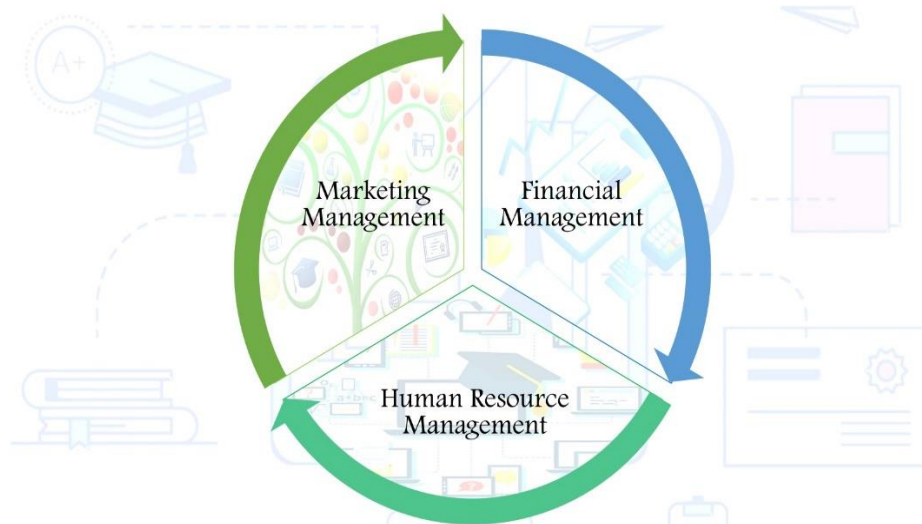 A+
Marketing
Management
Financial
Management
Human Resource
Management